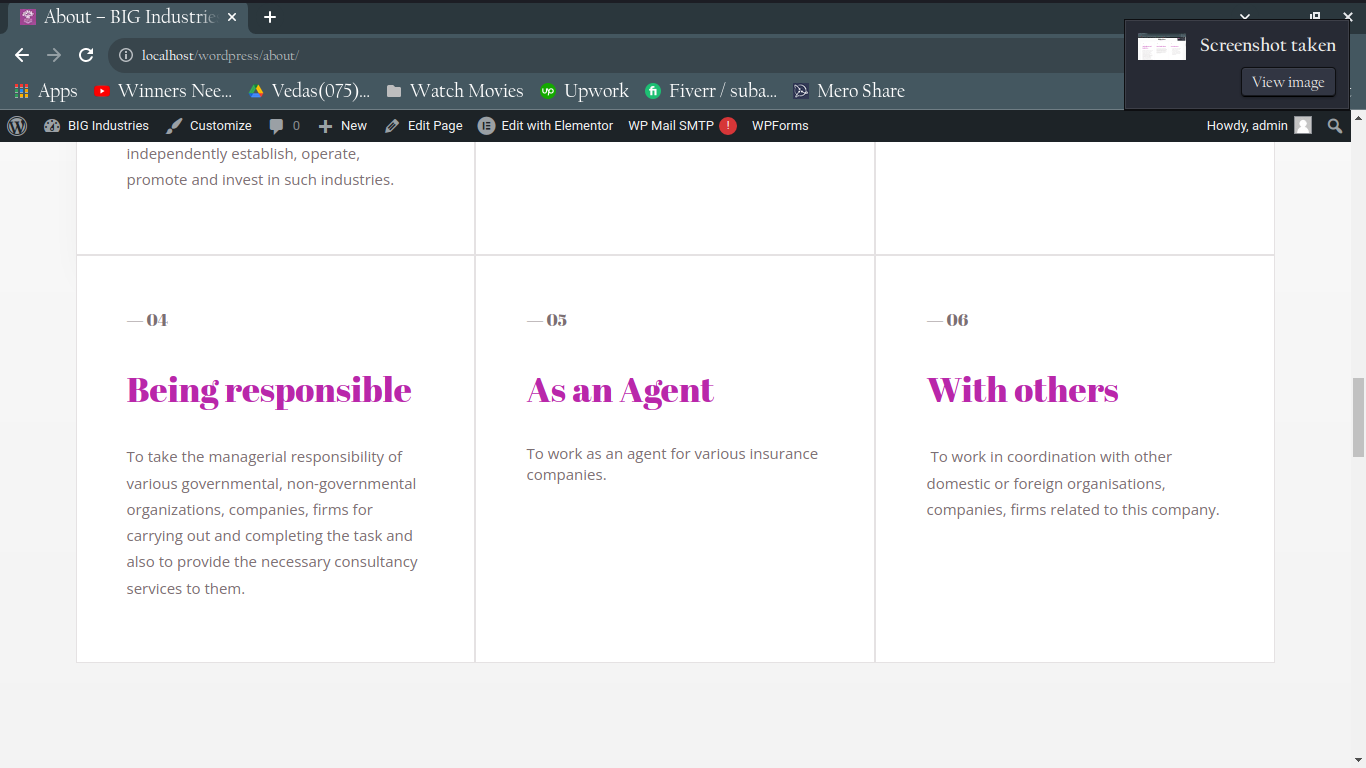 About – BIG Industrie
localhost/wordpress/about/
Screenshot taken
View image
Apps
Winners Nee...
Vedas(075)...
Watch Movies
Upwork
Fiverr / suba...
Mero Share
BIG Industries
Customize
0
New
Edit Page
Edit with Elementor
WP Mail SMTP !
WPForms
Howdy, admin
independently establish, operate,
promote and invest in such industries.
— 04
Being responsible
To take the managerial responsibility of
various governmental, non-governmental
organizations, companies, firms for
carrying out and completing the task and
also to provide the necessary consultancy
services to them.
— 05
As an Agent
To work as an agent for various insurance
companies.
— 06
With others
To work in coordination with other
domestic or foreign organisations,
companies, firms related to this company.